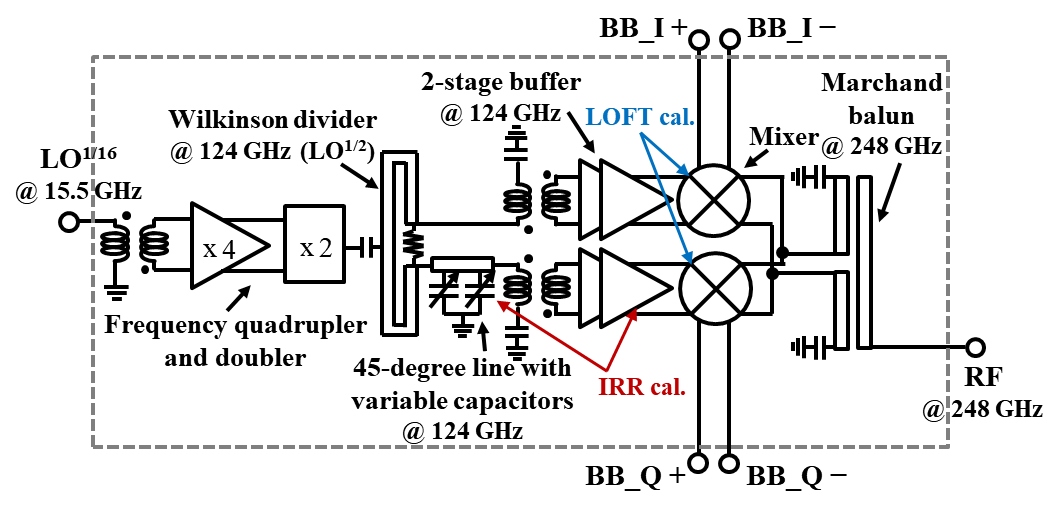 BB_I + BB_I −
2-stage buffer
@ 124 GHz
Marchand
balun
@ 248 GHz
Wilkinson divider
@ 124 GHz (LO1/2)
LOFT cal.
Mixer
LO1/16
@ 15.5 GHz
x 4
x 2
Frequency quadrupler
and doubler
45-degree line with
variable capacitors
@ 124 GHz
IRR cal.
RF
@ 248 GHz
BB_Q + BB_Q −